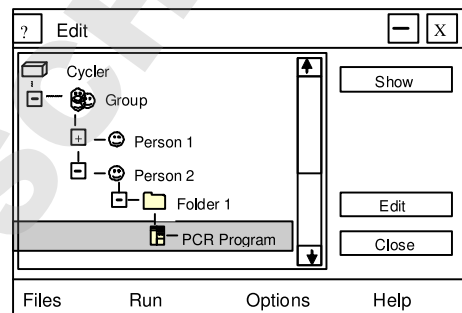 ? Edit X
Cycler
Show
Group
Person 1
Person 2
Folder 1
Edit
PCR Program
Close
Files Run Options Help